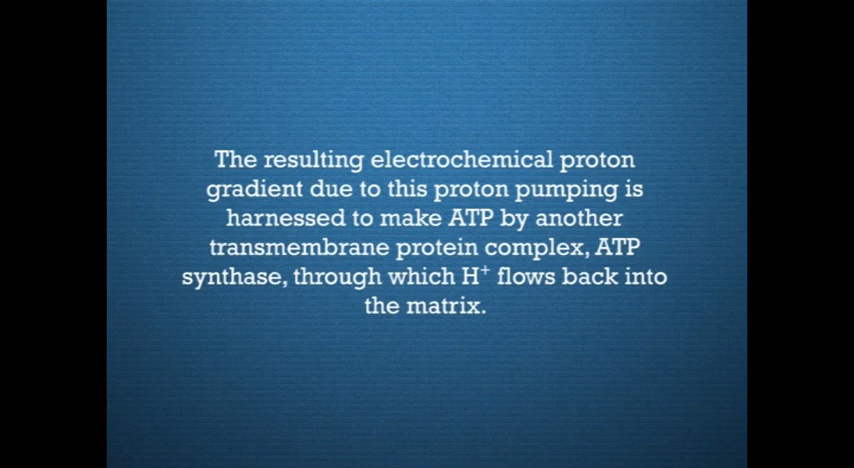 The resulting electrochemical proton
gradient due to this proton pumping is
harnessed to make ATP by another
transmembrane protein complex, ATP
synthase, through which H⁺ flows back into
the matrix.